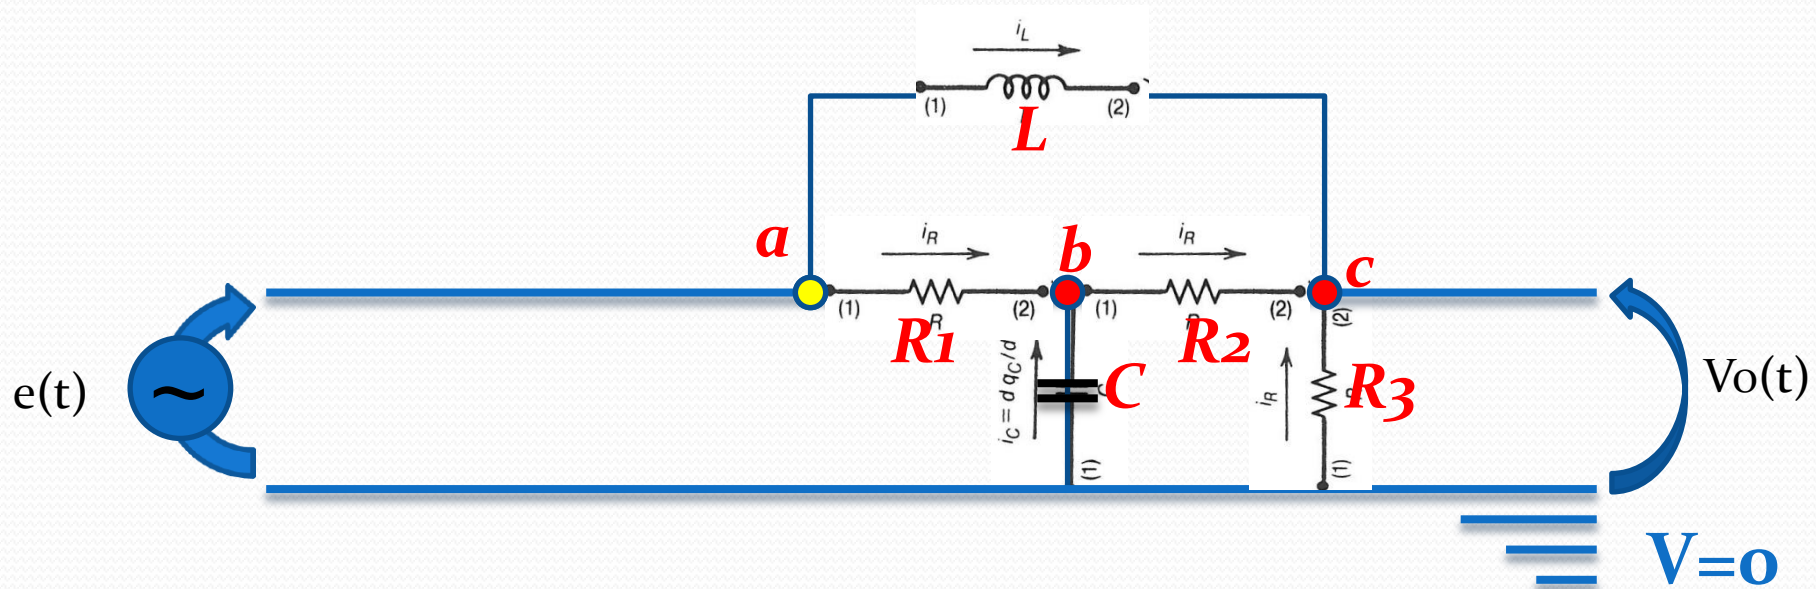 i_L
(1)
(2)
L
a
i_R
b
i_R
c
(1)
(2)
(1)
(2)
(2)
R
R1
R2
i_C = d q_C/d
C
i_R
R3
e(t)
~
Vo(t)
(1)
(1)
V=0